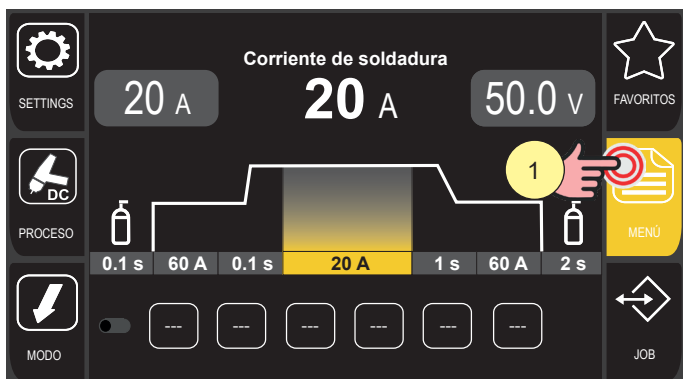 SETTINGS
Corriente de soldadura
FAVORITOS
20 A
20 A
50.0 V
1
DC
PROCESO
MENÚ
0.1 s
60 A
0.1 s
20 A
1 s
60 A
2 s
MODO
---
---
---
---
---
---
JOB